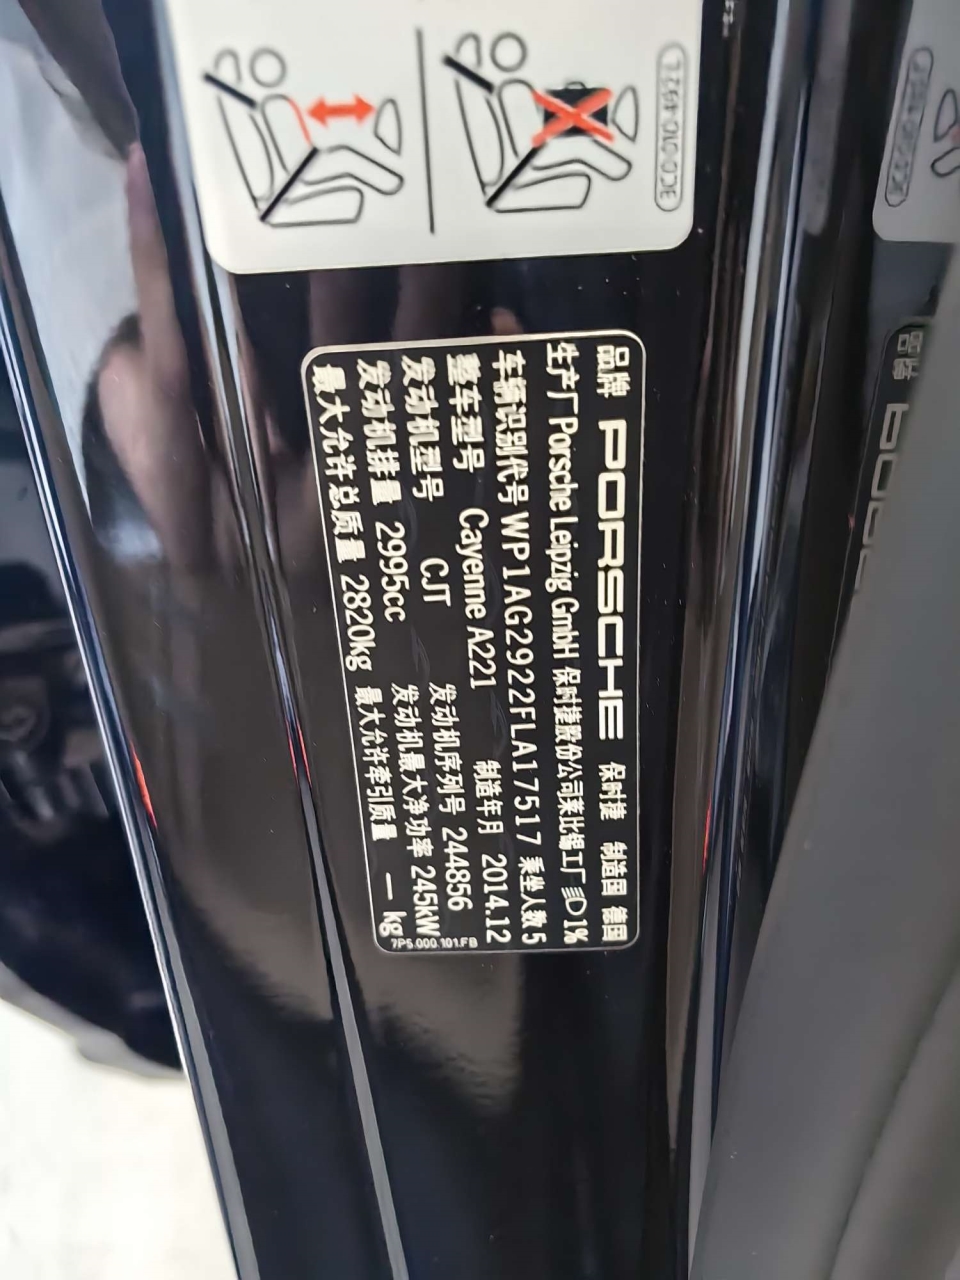 品牌 PORSCHE 保时捷 制造国 德国
生产厂 Porsche Leipzig GmbH 保时捷股份公司莱比锡工厂 D 1%
车辆识别代号 WP1AG2922FLA17517 乘坐人数 5
整车型号 Cayenne A221 制造年月 2014.12
发动机型号 CJT 发动机序列号 244856
发动机排量 2995cc 发动机最大净功率 245kW
最大允许总质量 2820kg 最大允许牵引质量 — kg
7P5.000.101.FB